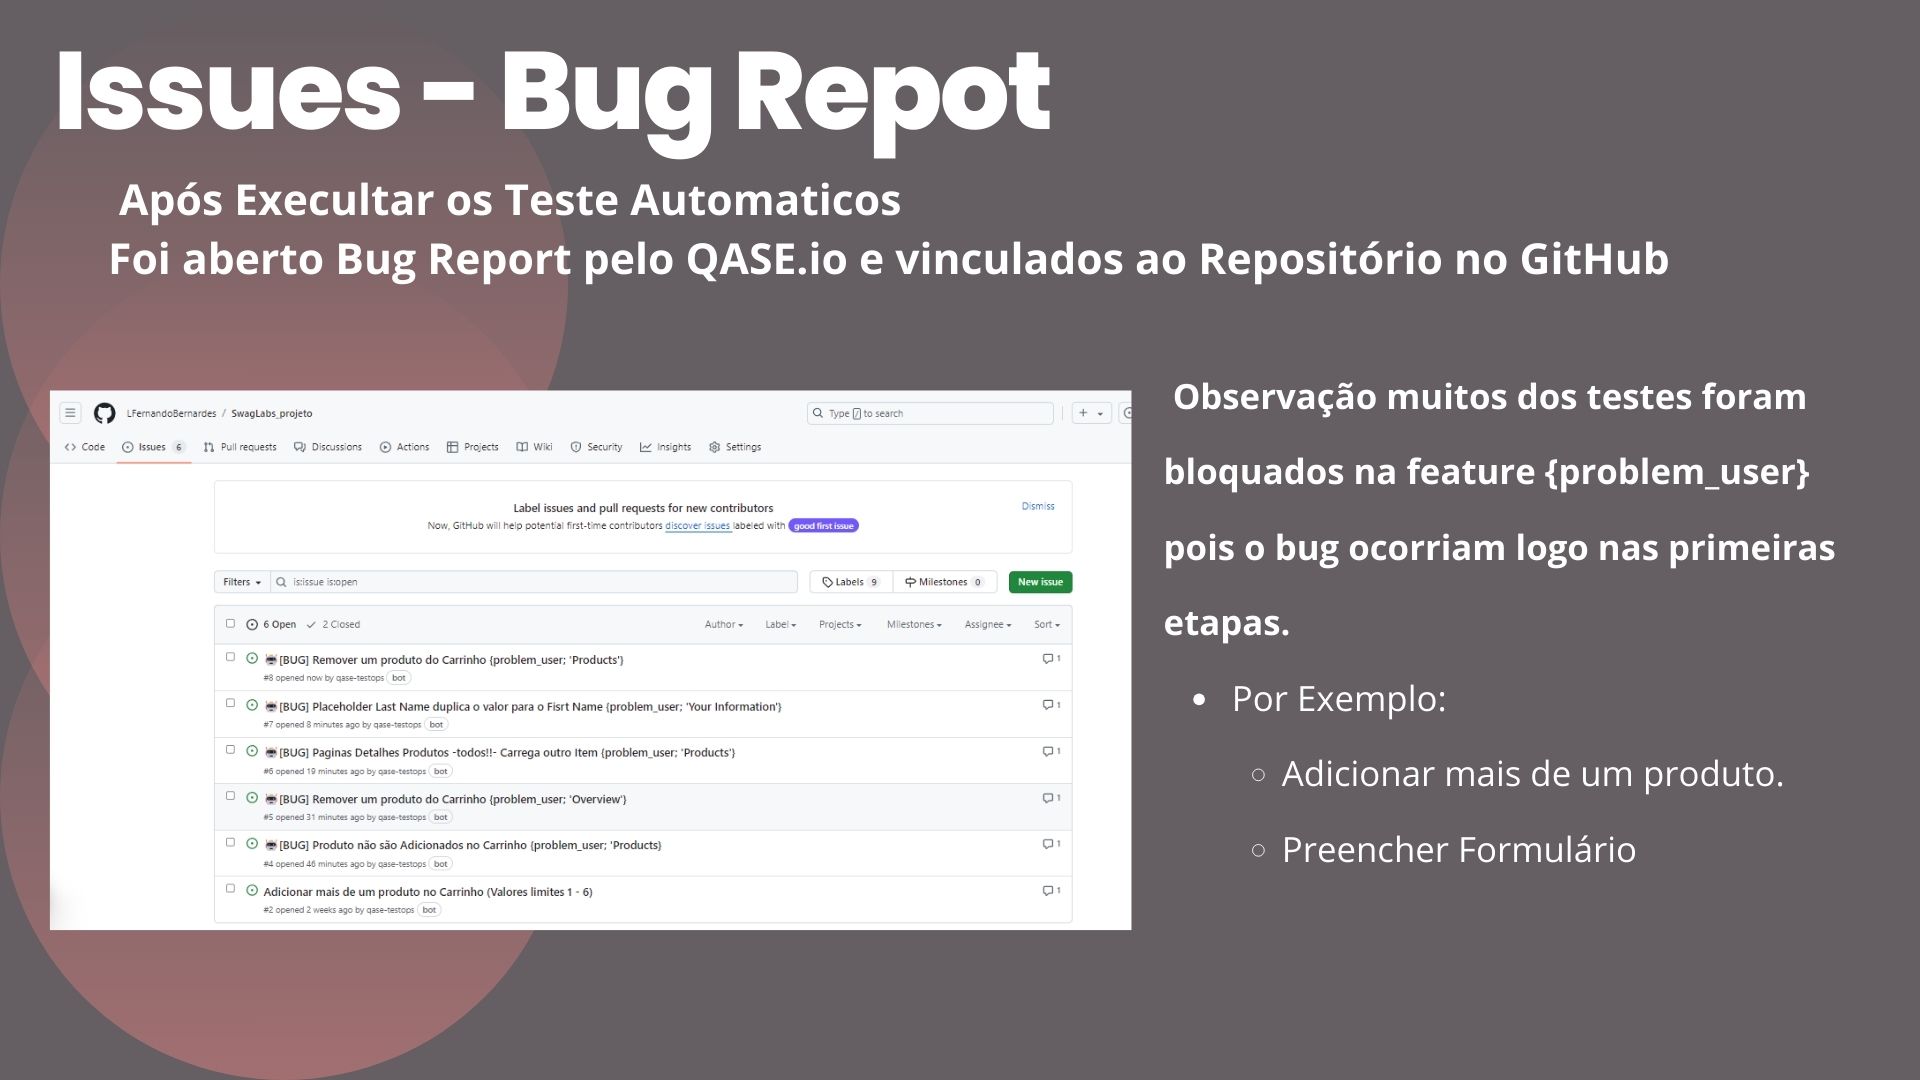 Issues - Bug Repot
Após Execultar os Teste Automaticos
Foi aberto Bug Report pelo QASE.io e vinculados ao Repositório no GitHub
LFernandoBernardes / SwagLabs_projeto
Type / to search
Code Issues 6 Pull requests Discussions Actions Projects Wiki Security Insights Settings
Label issues and pull requests for new contributors
Dismiss
Now, GitHub will help potential first-time contributors discover issues labeled with good first issue
Filters is:issue is:open Labels 9 Milestones 0 New issue
6 Open 2 Closed Author Label Projects Milestones Assignee Sort
[BUG] Remover um produto do Carrinho {problem_user; 'Products'} 1
#8 opened now by qase-testops bot
[BUG] Placeholder Last Name duplica o valor para o Fisrt Name {problem_user; 'Your Information'} 1
#7 opened 8 minutes ago by qase-testops bot
[BUG] Paginas Detalhes Produtos -todos!!- Carrega outro Item {problem_user; 'Products'} 1
#6 opened 19 minutes ago by qase-testops bot
[BUG] Remover um produto do Carrinho {problem_user; 'Overview'} 1
#5 opened 31 minutes ago by qase-testops bot
[BUG] Produto não são Adicionados no Carrinho {problem_user; 'Products} 1
#4 opened 46 minutes ago by qase-testops bot
Adicionar mais de um produto no Carrinho (Valores limites 1 - 6) 1
#2 opened 2 weeks ago by qase-testops bot
Observação muitos dos testes foram
bloquados na feature {problem_user}
pois o bug ocorriam logo nas primeiras
etapas.
• Por Exemplo:
○ Adicionar mais de um produto.
○ Preencher Formulário